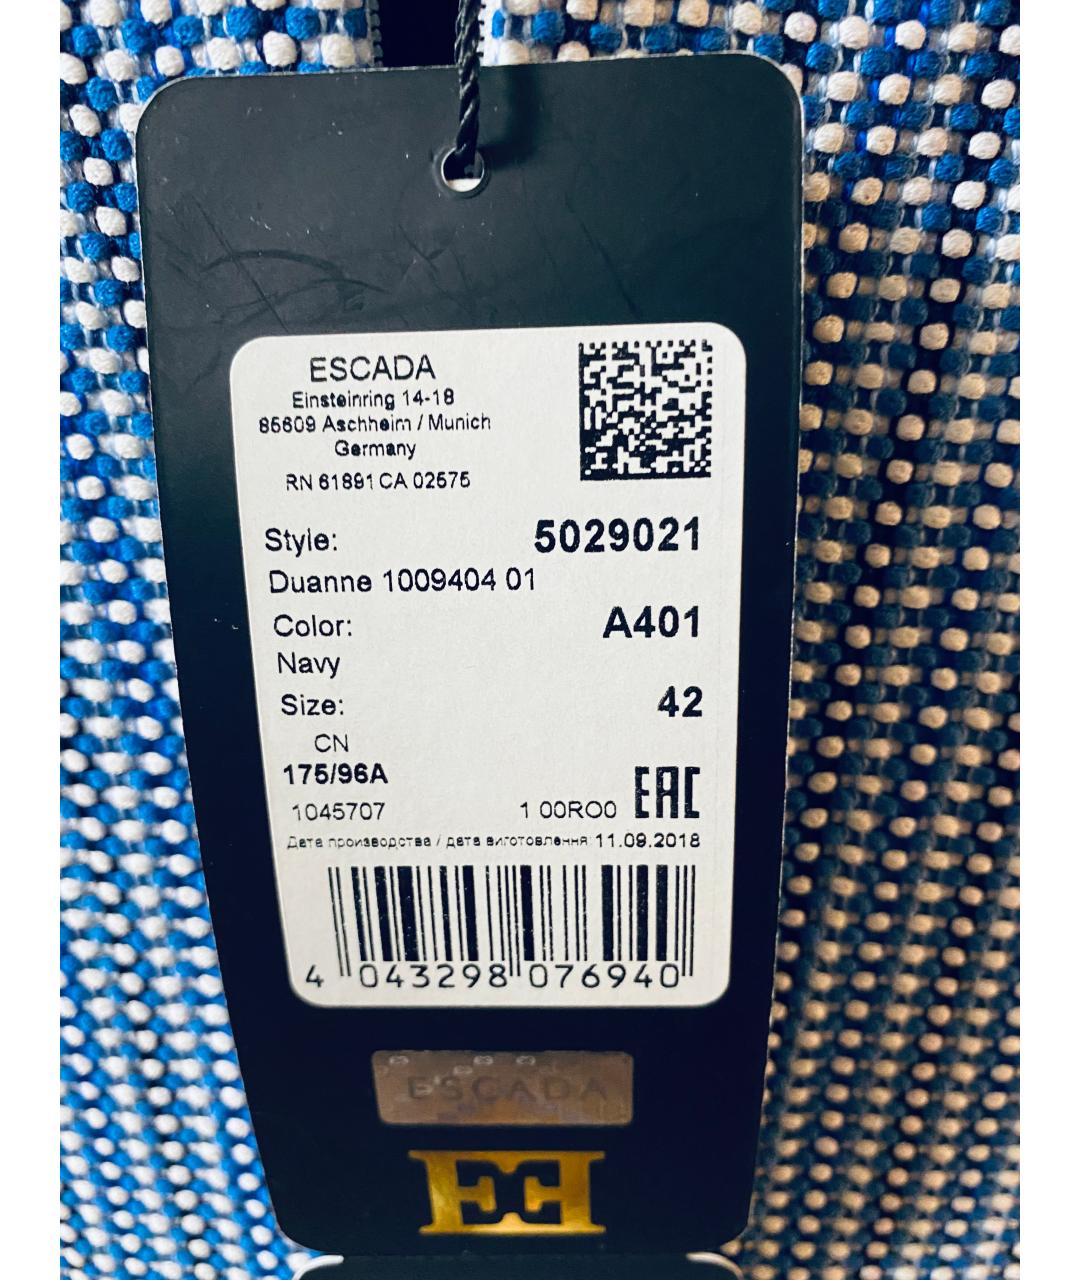 ESCADA
Einsteinring 14-18
85609 Aschheim / Munich
Germany
RN 61891 CA 02575
Style: 5029021
Duanne 1009404 01
Color: A401
Navy
Size: 42
CN
175/96A
1045707 1 00RO0 EAC
Дата производства / дата виготовлення: 11.09.2018
4 043298 076940
ESCADA